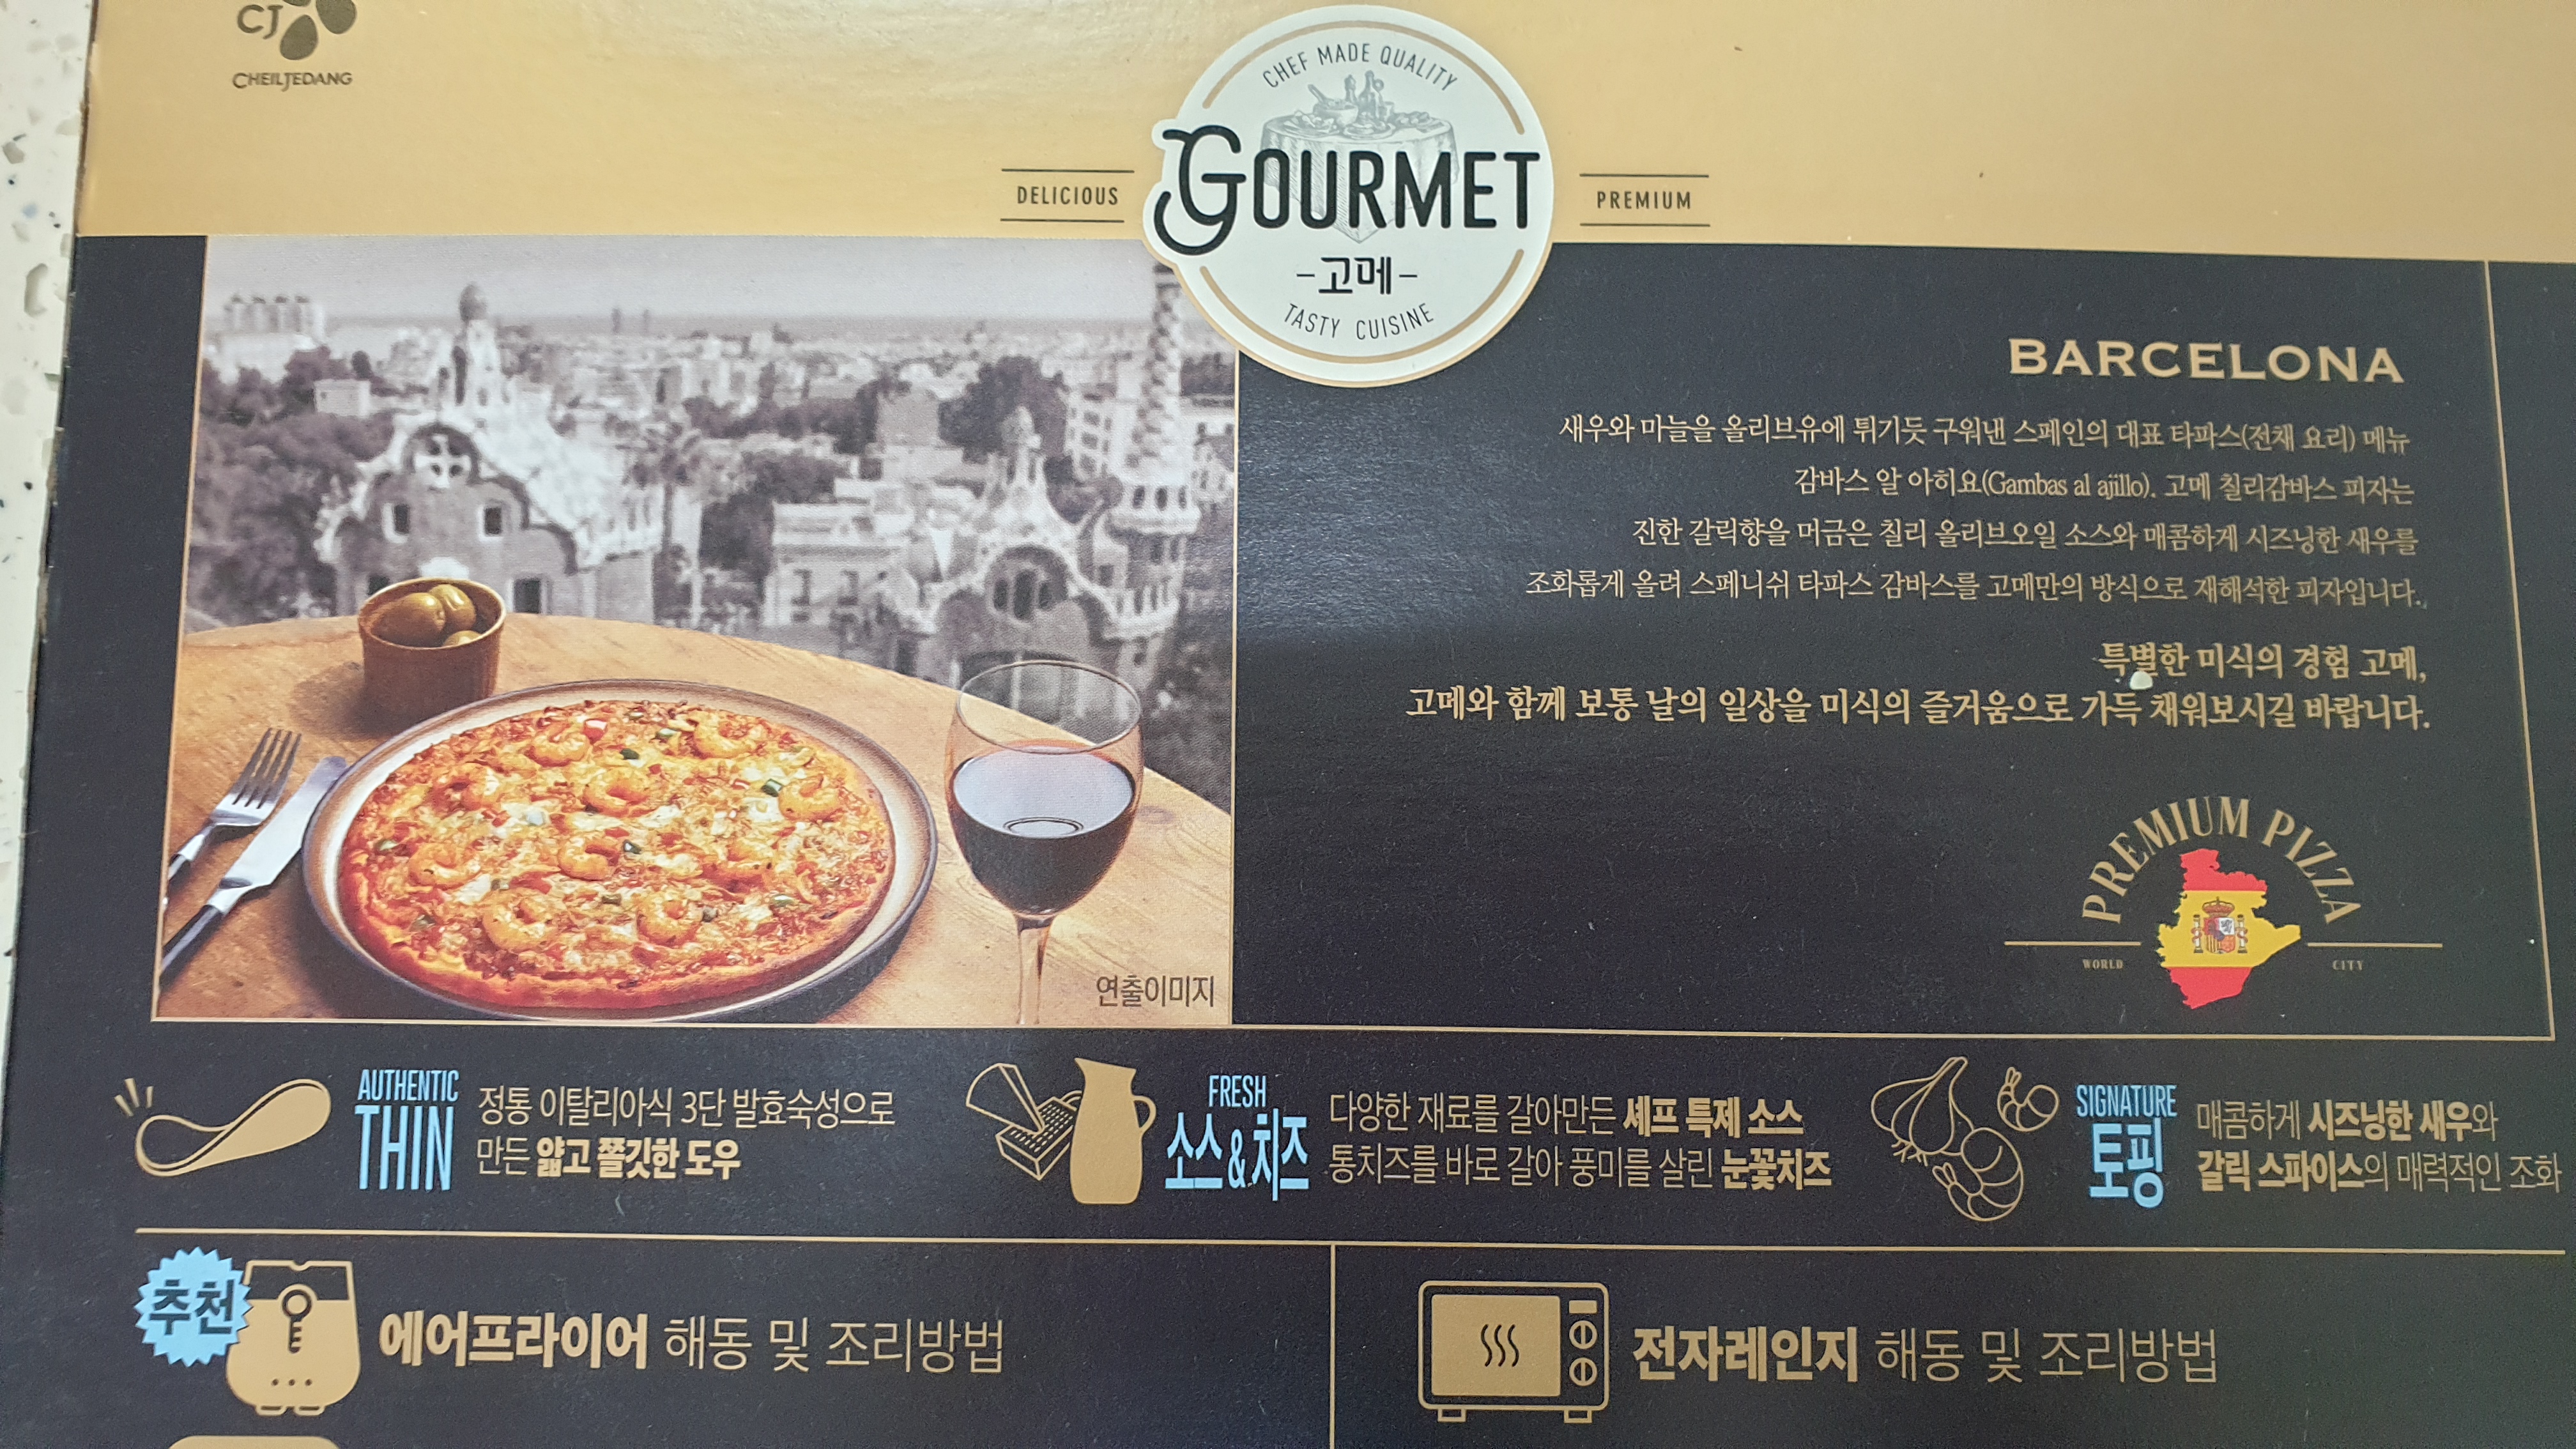 CJ
CHEILJEDANG
CHEF MADE QUALITY
DELICIOUS
GOURMET
PREMIUM
-고메-
TASTY CUISINE
BARCELONA
새우와 마늘을 올리브유에 튀기듯 구워낸 스페인의 대표 타파스(전채 요리) 메뉴
감바스 알 아히요(Gambas al ajillo). 고메 칠리감바스 피자는
진한 갈릭향을 머금은 칠리 올리브오일 소스와 매콤하게 시즈닝한 새우를
조화롭게 올려 스페니쉬 타파스 감바스를 고메만의 방식으로 재해석한 피자입니다.
특별한 미식의 경험 고메,
고메와 함께 보통 날의 일상을 미식의 즐거움으로 가득 채워보시길 바랍니다.
PREMIUM PIZZA
WORLD CITY
연출이미지
AUTHENTIC
THIN
정통 이탈리아식 3단 발효숙성으로
만든 얇고 쫄깃한 도우
FRESH
소스&치즈
다양한 재료를 갈아만든 셰프 특제 소스
통치즈를 바로 갈아 풍미를 살린 눈꽃치즈
SIGNATURE
토핑
매콤하게 시즈닝한 새우와
갈릭 스파이스의 매력적인 조화
추천
에어프라이어 해동 및 조리방법
전자레인지 해동 및 조리방법